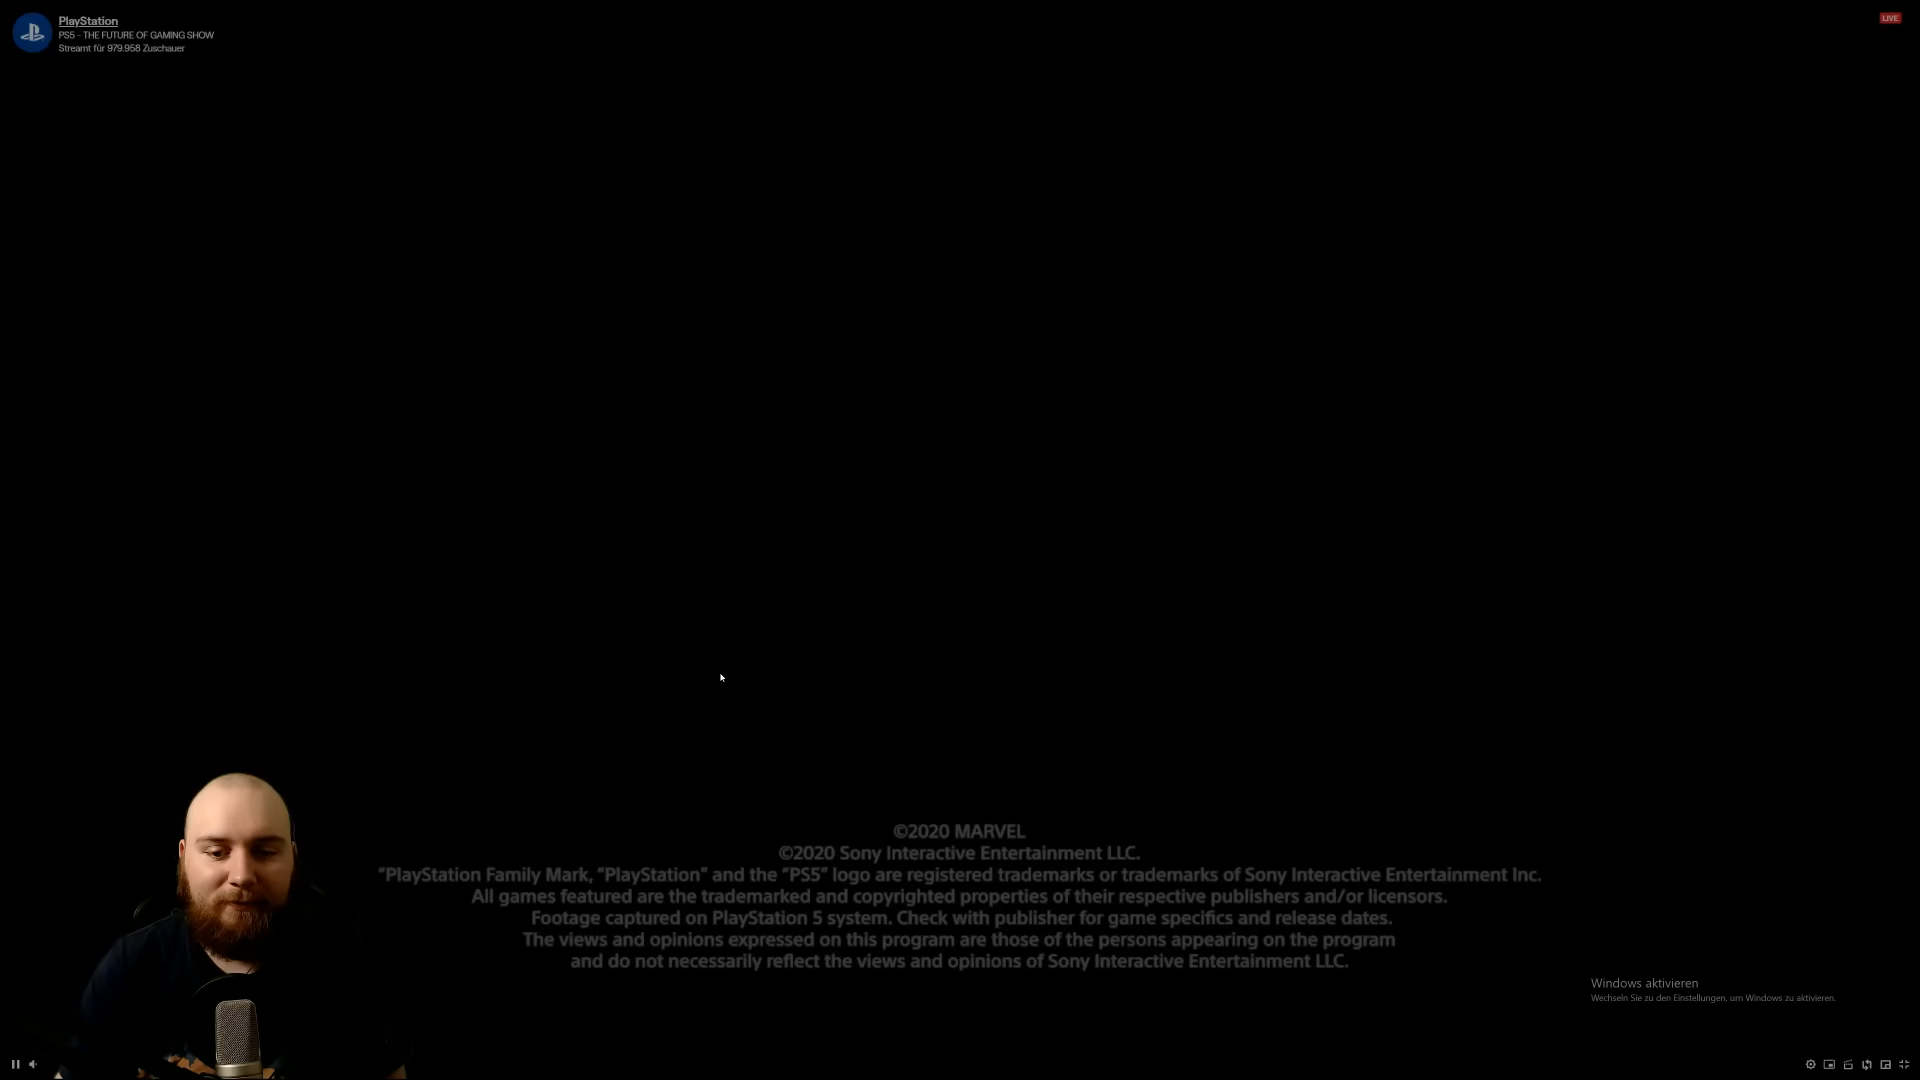 PlayStation
PS5 - THE FUTURE OF GAMING SHOW
Streamt für 979.958 Zuschauer
LIVE
©2020 MARVEL
©2020 Sony Interactive Entertainment LLC.
"PlayStation Family Mark, "PlayStation" and the "PS5" logo are registered trademarks or trademarks of Sony Interactive Entertainment Inc.
All games featured are the trademarked and copyrighted properties of their respective publishers and/or licensors.
Footage captured on PlayStation 5 system. Check with publisher for game specifics and release dates.
The views and opinions expressed on this program are those of the persons appearing on the program
and do not necessarily reflect the views and opinions of Sony Interactive Entertainment LLC.
Windows aktivieren
Wechseln Sie zu den Einstellungen, um Windows zu aktivieren.